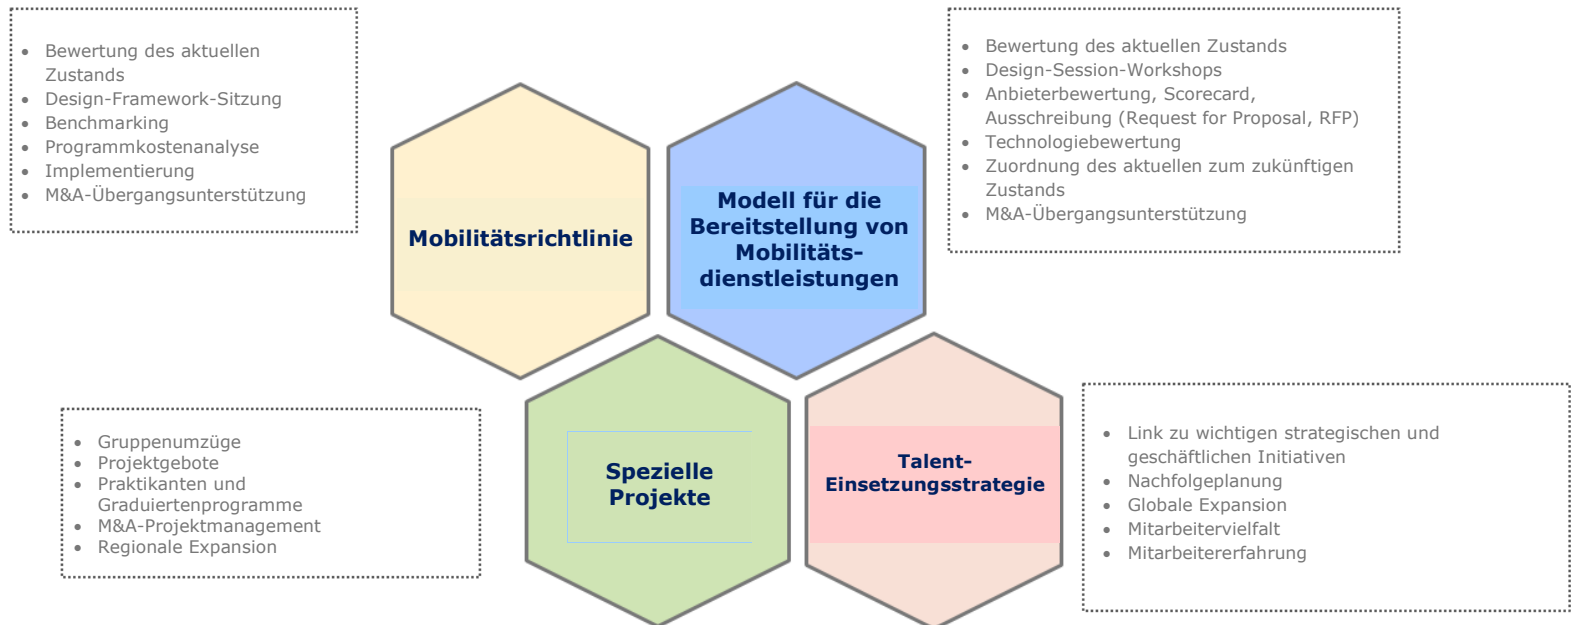 • Bewertung des aktuellen
Zustands
• Design-Framework-Sitzung
• Benchmarking
• Programmkostenanalyse
• Implementierung
• M&A-Übergangsunterstützung
• Bewertung des aktuellen Zustands
• Design-Session-Workshops
• Anbieterbewertung, Scorecard,
Ausschreibung (Request for Proposal, RFP)
• Technologiebewertung
• Zuordnung des aktuellen zum zukünftigen
Zustands
• M&A-Übergangsunterstützung
Mobilitätsrichtlinie
Modell für die
Bereitstellung von
Mobilitäts-
dienstleistungen
• Gruppenumzüge
• Projektgebote
• Praktikanten und
Graduiertenprogramme
• M&A-Projektmanagement
• Regionale Expansion
Spezielle
Projekte
Talent-
Einsetzungsstrategie
• Link zu wichtigen strategischen und
geschäftlichen Initiativen
• Nachfolgeplanung
• Globale Expansion
• Mitarbeitervielfalt
• Mitarbeitererfahrung